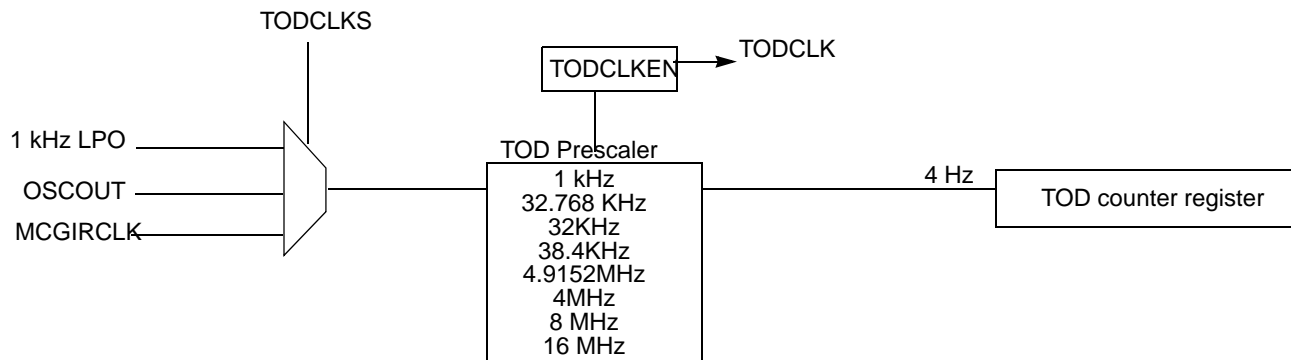 TODCLKS
TODCLKEN
TODCLK
1 kHz LPO
OSCOUT
MCGIRCLK
TOD Prescaler
1 kHz
32.768 KHz
32KHz
38.4KHz
4.9152MHz
4MHz
8 MHz
16 MHz
4 Hz
TOD counter register